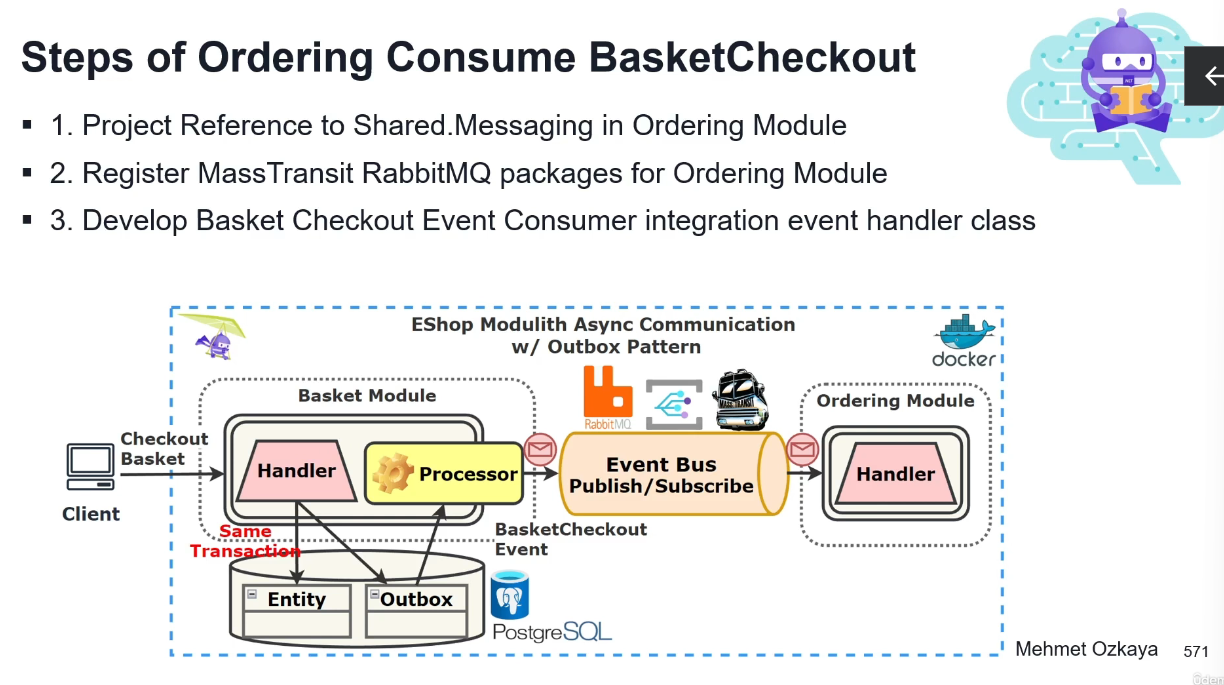 Steps of Ordering Consume BasketCheckout
▪ 1. Project Reference to Shared.Messaging in Ordering Module
▪ 2. Register MassTransit RabbitMQ packages for Ordering Module
▪ 3. Develop Basket Checkout Event Consumer integration event handler class
EShop Modulith Async Communication
w/ Outbox Pattern
docker
Basket Module
RabbitMQ
MASSTRANSIT
Ordering Module
Checkout
Basket
Handler
Processor
Event Bus
Publish/Subscribe
Handler
Client
Same
Transaction
BasketCheckout
Event
Entity
Outbox
PostgreSQL
Mehmet Ozkaya
571